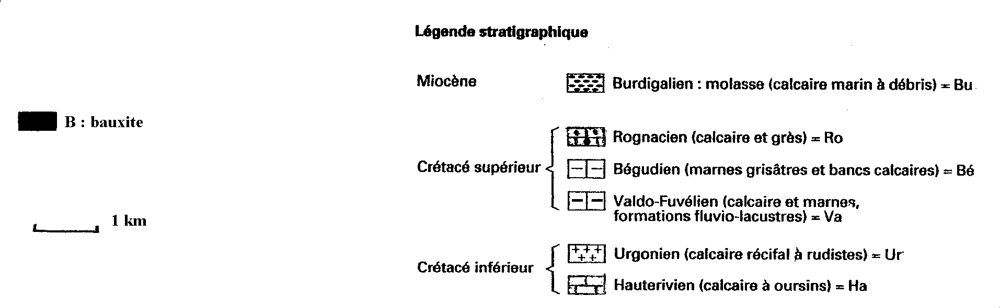 Légende stratigraphique
Miocène
Burdigalien : molasse (calcaire marin à débris) = Bu
B : bauxite
Rognacien (calcaire et grès) = Ro
Crétacé supérieur
Bégudien (marnes grisâtres et bancs calcaires) = Bé
Valdo-Fuvélien (calcaire et marnes,
formations fluvio-lacustres) = Va
1 km
Urgonien (calcaire récifal à rudistes) = Ur
Crétacé inférieur
Hauterivien (calcaire à oursins) = Ha